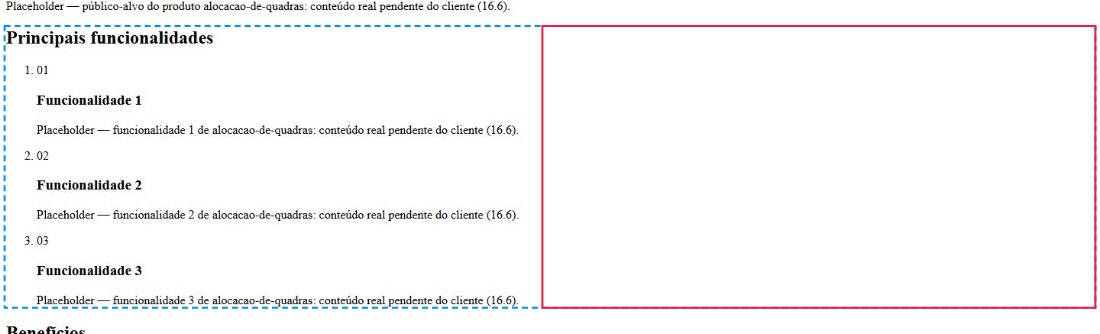 Placeholder — público-alvo do produto alocacao-de-quadras: conteúdo real pendente do cliente (16.6).
Principais funcionalidades
1. 01
Funcionalidade 1
Placeholder — funcionalidade 1 de alocacao-de-quadras: conteúdo real pendente do cliente (16.6).
2. 02
Funcionalidade 2
Placeholder — funcionalidade 2 de alocacao-de-quadras: conteúdo real pendente do cliente (16.6).
3. 03
Funcionalidade 3
Placeholder — funcionalidade 3 de alocacao-de-quadras: conteúdo real pendente do cliente (16.6).
Benefícios